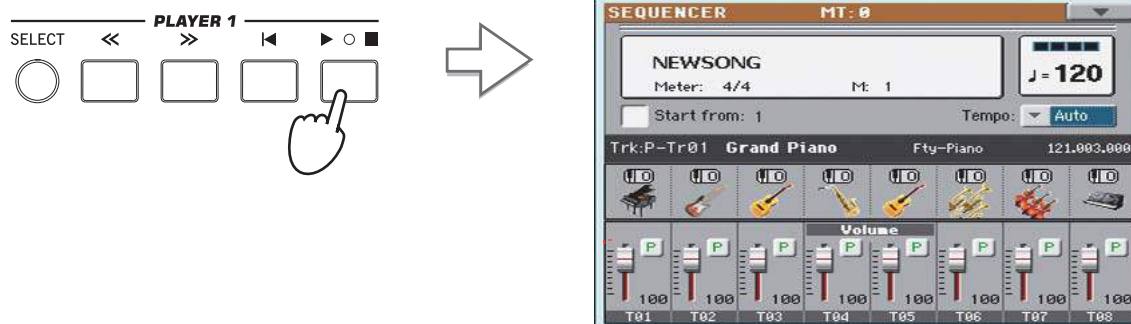 PLAYER 1
SELECT
SEQUENCER MT: 0
NEWSONG
Meter: 4/4 M: 1
♩ = 120
Start from: 1 Tempo: Auto
Trk:P-Tr01 Grand Piano Fty-Piano 121.003.000
Volume
P P P P P P P P
100 100 100 100 100 100 100 100
T01 T02 T03 T04 T05 T06 T07 T08